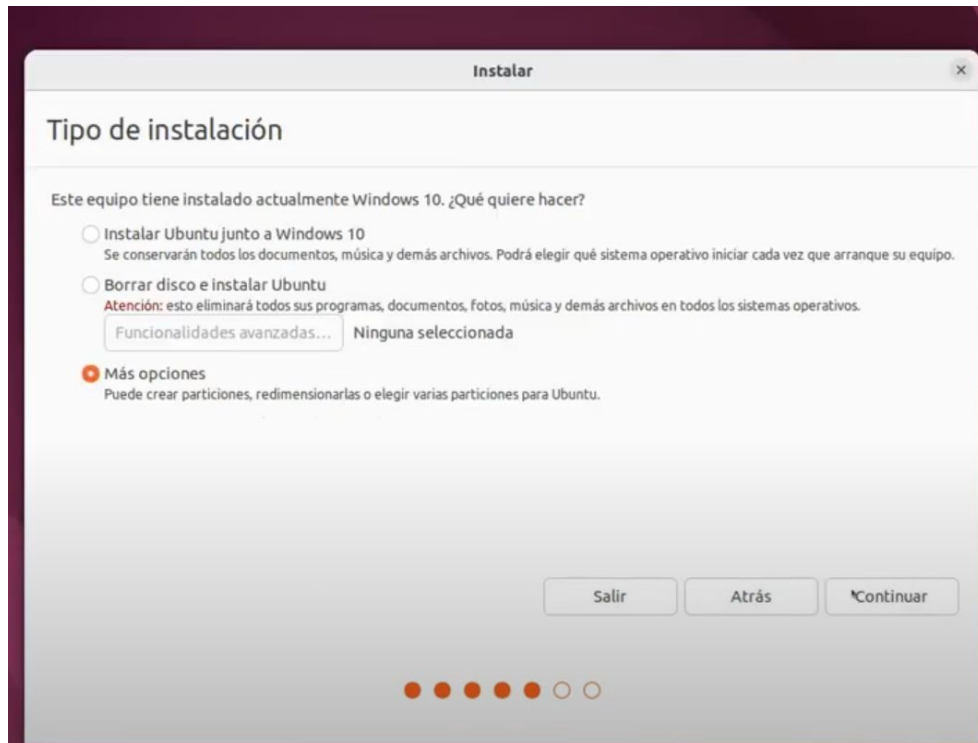 Instalar
Tipo de instalación
Este equipo tiene instalado actualmente Windows 10. ¿Qué quiere hacer?
Instalar Ubuntu junto a Windows 10
Se conservarán todos los documentos, música y demás archivos. Podrá elegir qué sistema operativo iniciar cada vez que arranque su equipo.
Borrar disco e instalar Ubuntu
Atención: esto eliminará todos sus programas, documentos, fotos, música y demás archivos en todos los sistemas operativos.
Funcionalidades avanzadas... Ninguna seleccionada
Más opciones
Puede crear particiones, redimensionarlas o elegir varias particiones para Ubuntu.
Salir Atrás Continuar